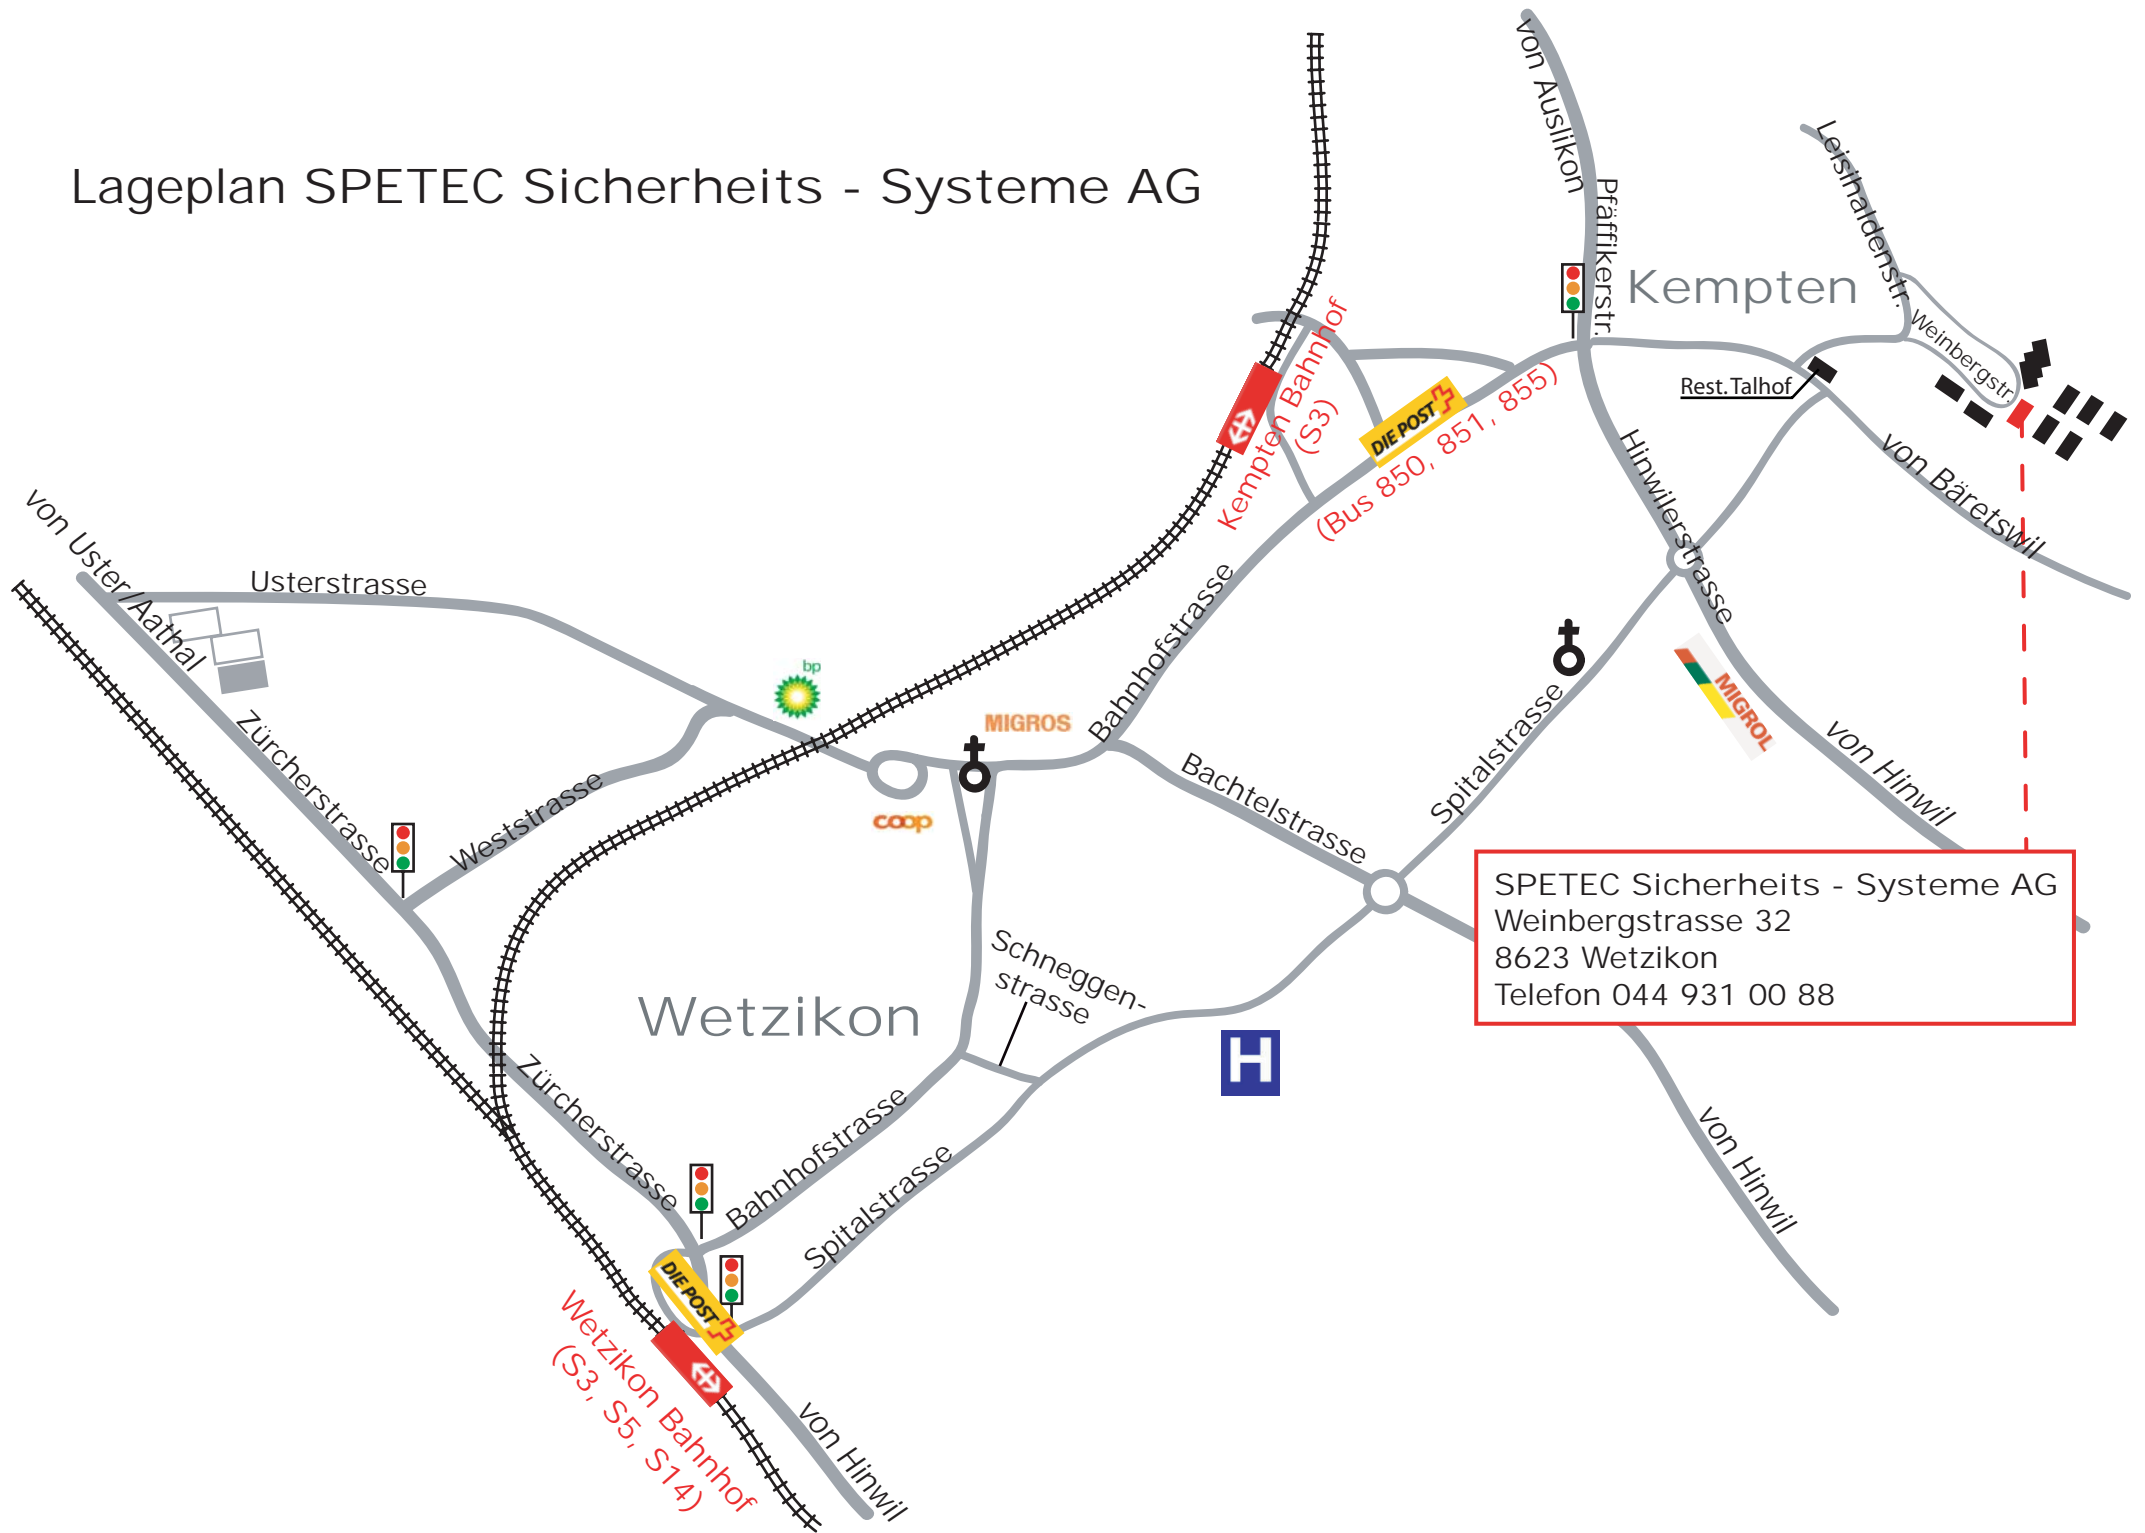 Lageplan SPETEC Sicherheits - Systeme AG
von Auslikon
Pfäffikerstr.
Kempten
Leisihaldenstr.
Weinbergstr.
Rest.Talhof
Kempten Bahnhof
(S3)
DIE POST
(Bus 850, 851, 855)
Hinwilerstrasse
von Bäretswil
von Uster/Aathal
Usterstrasse
Zürcherstrasse
Weststrasse
bp
MIGROS
coop
Bahnhofstrasse
Bachtelstrasse
Spitalstrasse
MIGROL
von Hinwil
SPETEC Sicherheits - Systeme AG
Weinbergstrasse 32
8623 Wetzikon
Telefon 044 931 00 88
Wetzikon
Schneggen-
strasse
H
Zürcherstrasse
Bahnhofstrasse
Spitalstrasse
von Hinwil
DIE POST
Wetzikon Bahnhof
(S3, S5, S14)
von Hinwil